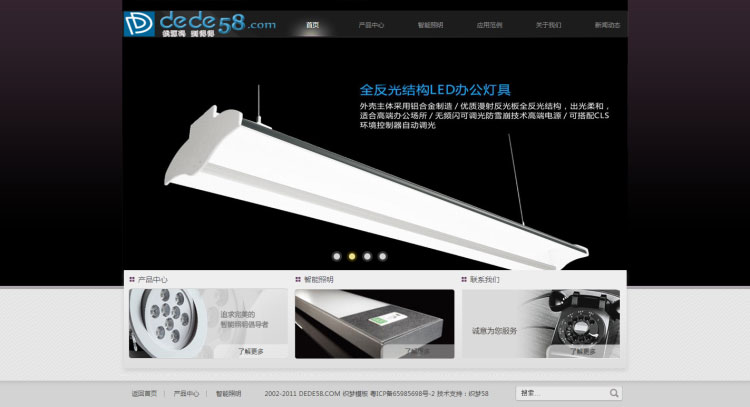 dede58.com
找源码 到得得
首页
产品中心
智能照明
应用范例
关于我们
新闻动态
全反光结构LED办公灯具
外壳主体采用铝合金制造 / 优质漫射反光板全反光结构，出光柔和，
适合高端办公场所 / 无频闪可调光防雪崩技术高端电源 / 可搭配CLS
环境控制器自动调光
产品中心
智能照明
联系我们
追求完美的
智能照明倡导者
诚意为您服务
了解更多
了解更多
了解更多
返回首页 | 产品中心 | 智能照明
2002-2011 DEDE58.COM 织梦模板 粤ICP备65985698号-2 技术支持：织梦58
搜索...